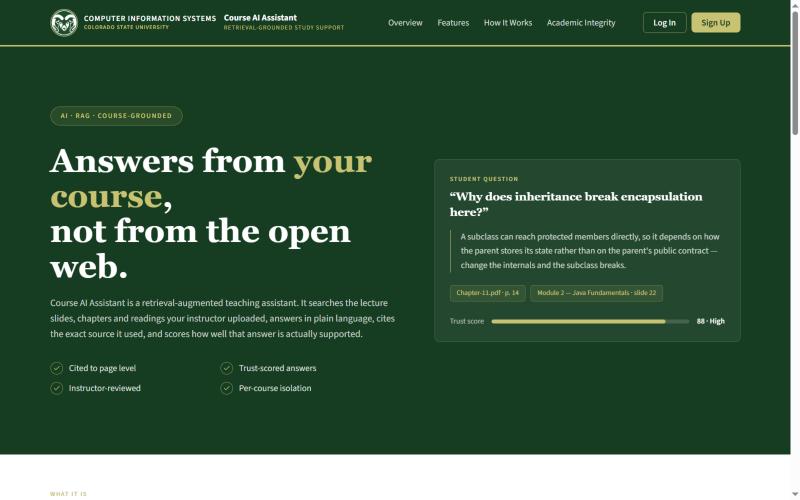 COMPUTER INFORMATION SYSTEMS
COLORADO STATE UNIVERSITY
Course AI Assistant
RETRIEVAL-GROUNDED STUDY SUPPORT
Overview
Features
How It Works
Academic Integrity
Log In
Sign Up
AI · RAG · COURSE-GROUNDED
Answers from your
course,
not from the open
web.
Course AI Assistant is a retrieval-augmented teaching assistant. It searches the lecture
slides, chapters and readings your instructor uploaded, answers in plain language, cites
the exact source it used, and scores how well that answer is actually supported.
Cited to page level
Trust-scored answers
Instructor-reviewed
Per-course isolation
STUDENT QUESTION
“Why does inheritance break encapsulation
here?”
A subclass can reach protected members directly, so it depends on how
the parent stores its state rather than on the parent's public contract —
change the internals and the subclass breaks.
Chapter-11.pdf · p. 14
Module 2 — Java Fundamentals · slide 22
Trust score
88 · High
WHAT IT IS